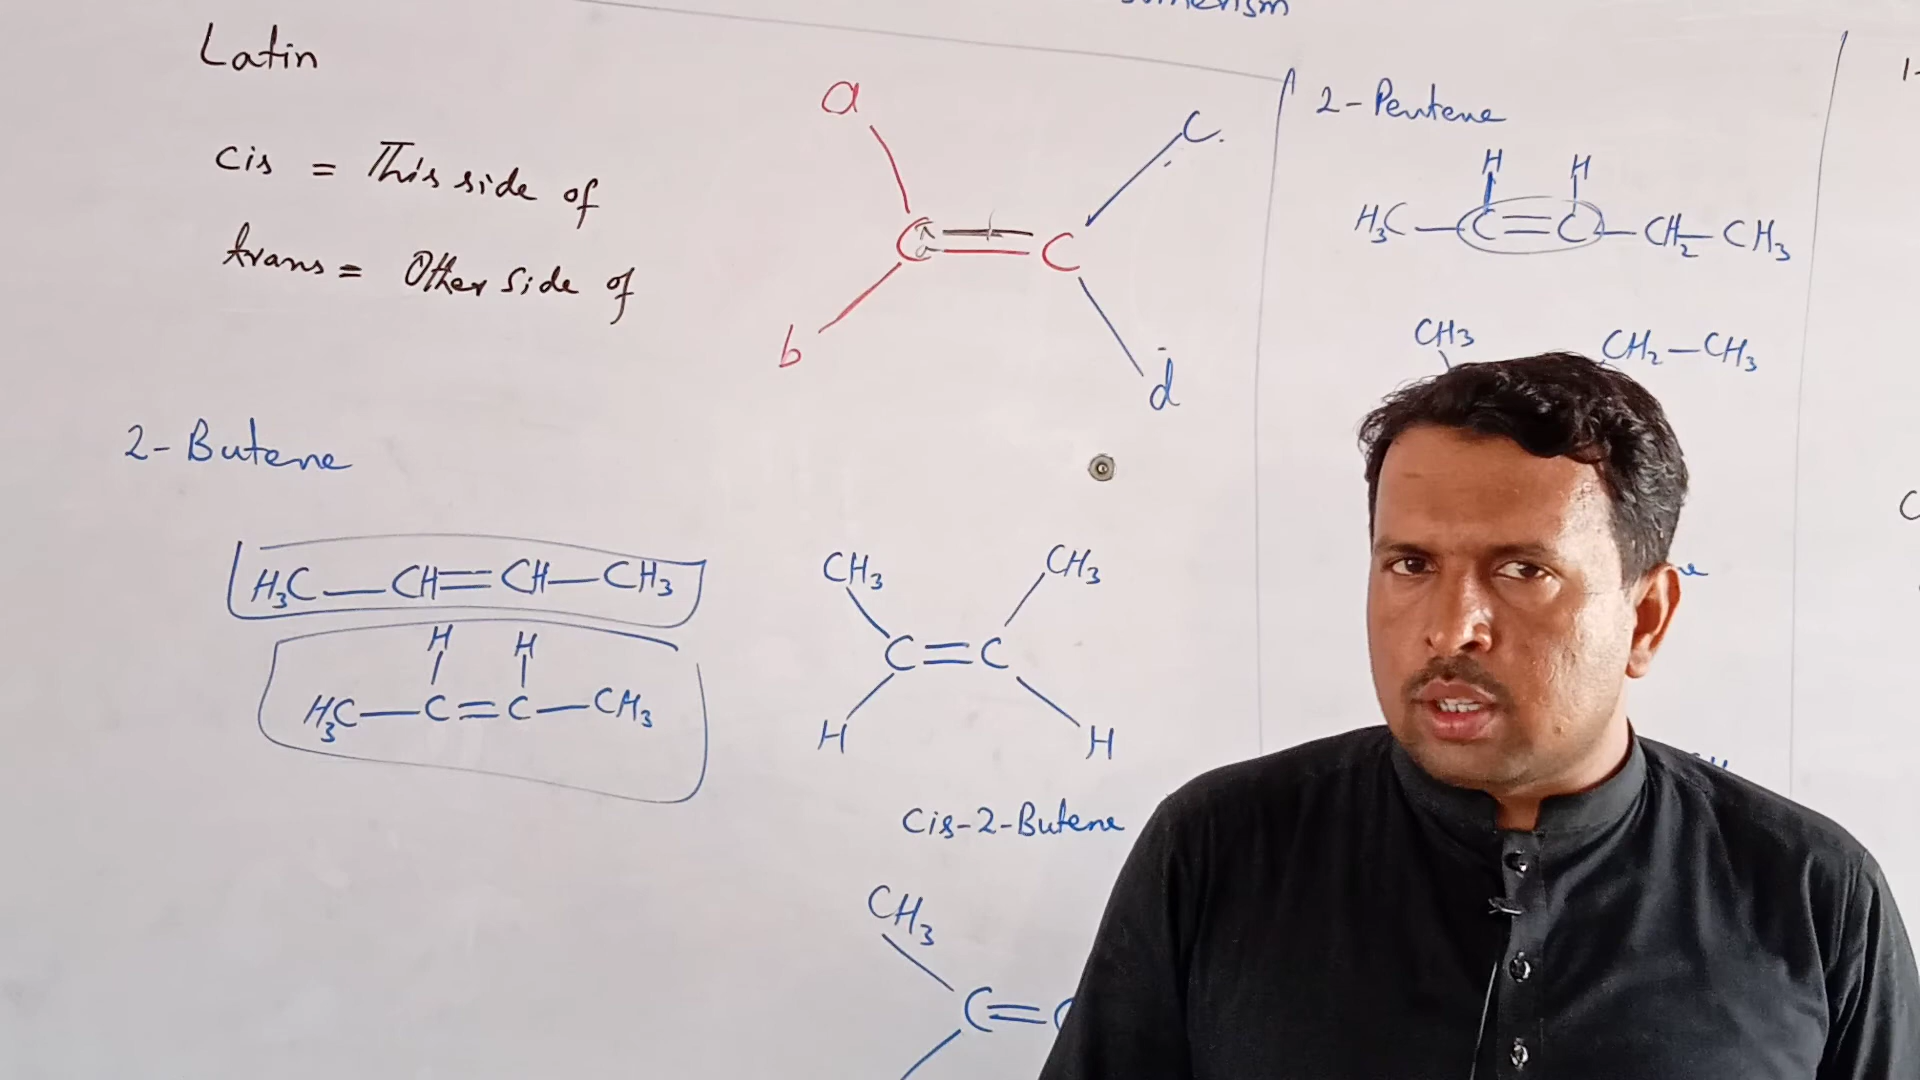 Latin
cis = This side of
trans = Other side of
a
C.
C = C
b
d
2-Butene
H₃C—CH=CH—CH₃
H H
H₃C—C=C—CH₃
CH₃ CH₃
C=C
H H
Cis-2-Butene
CH₃
C=
2-Pentene
H H
H₃C—C=C—CH₂—CH₃
CH₃ CH₂—CH₃